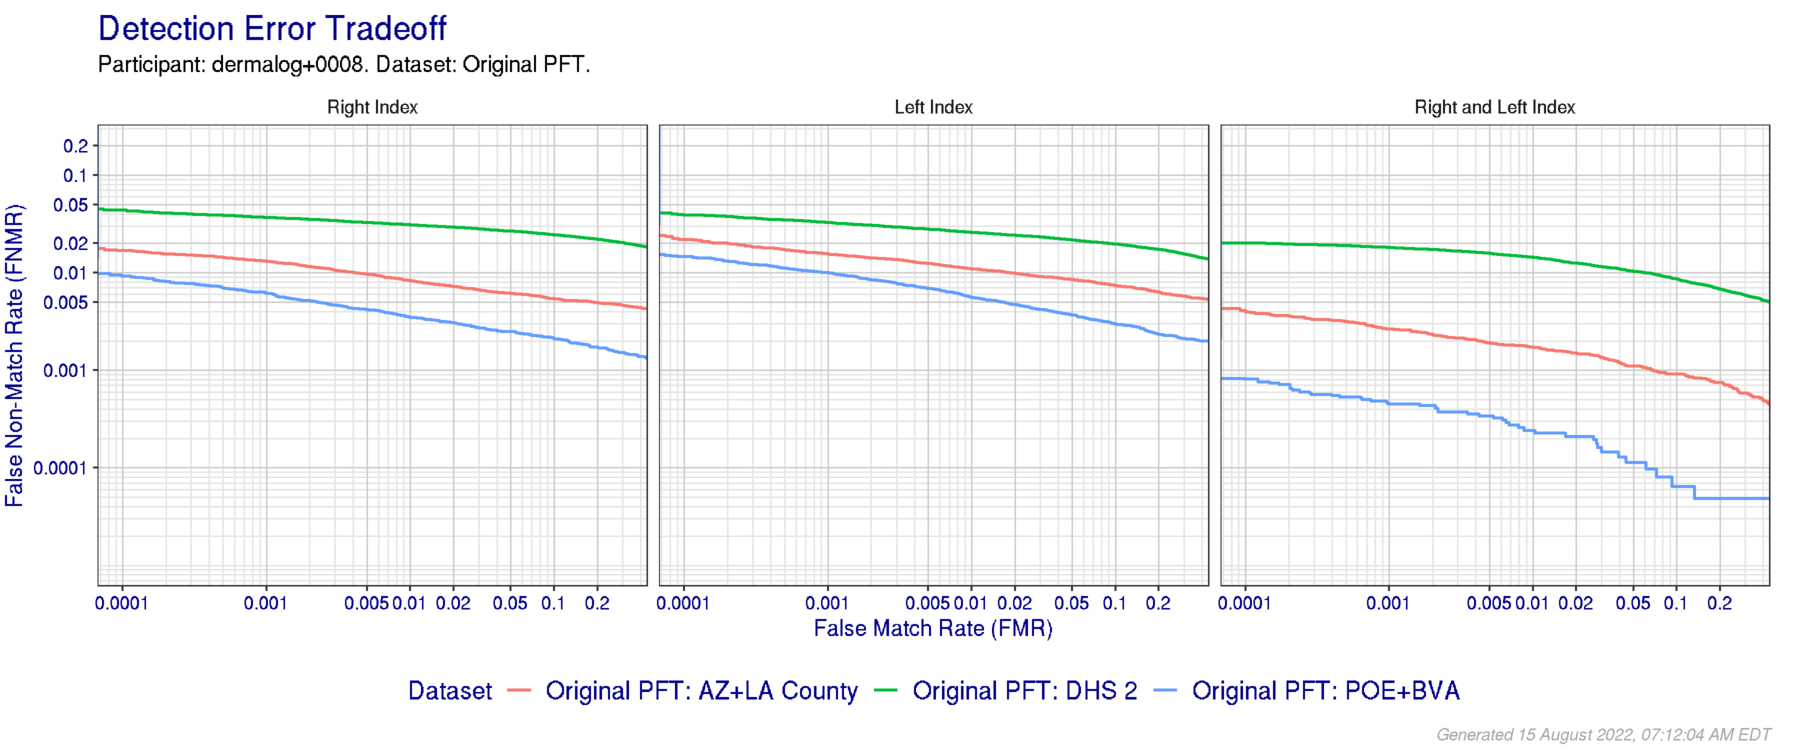 Detection Error Tradeoff
Participant: dermalog+0008. Dataset: Original PFT.
Right Index Left Index Right and Left Index
False Non-Match Rate (FNMR)
0.2
0.1
0.05
0.02
0.01
0.005
0.001
0.0001
0.0001 0.001 0.005 0.01 0.02 0.05 0.1 0.2 0.0001 0.001 0.005 0.01 0.02 0.05 0.1 0.2 0.0001 0.001 0.005 0.01 0.02 0.05 0.1 0.2
False Match Rate (FMR)
Dataset Original PFT: AZ+LA County Original PFT: DHS 2 Original PFT: POE+BVA
Generated 15 August 2022, 07:12:04 AM EDT